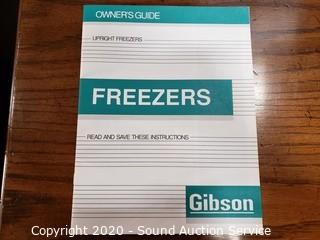 OWNER'S GUIDE
UPRIGHT FREEZERS
FREEZERS
READ AND SAVE THESE INSTRUCTIONS
Gibson
Copyright 2020 - Sound Auction Service